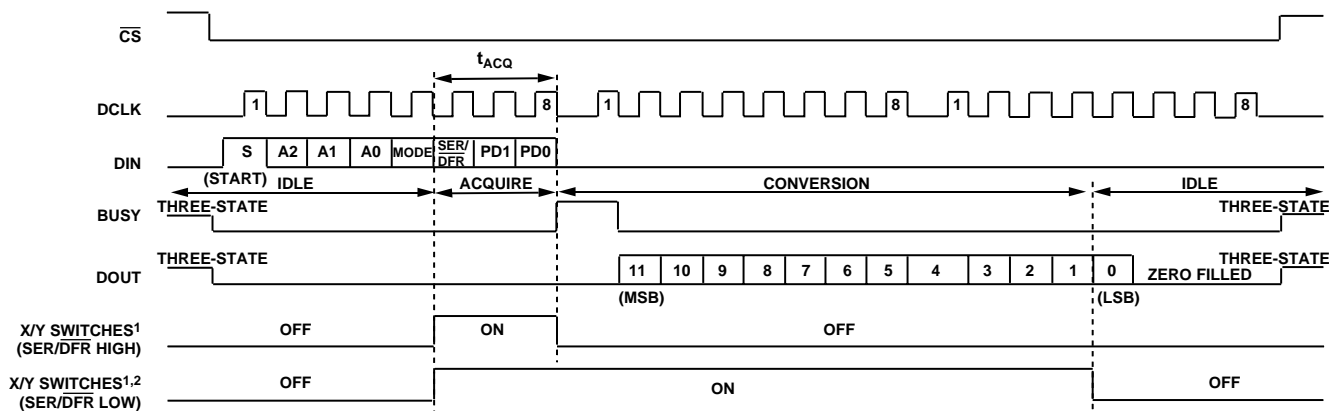 CS
tACQ
DCLK 1 8 1 8 1 8
DIN S A2 A1 A0 MODE SER/DFR PD1 PD0
(START)
IDLE ACQUIRE CONVERSION IDLE
THREE-STATE THREE-STATE
BUSY
THREE-STATE THREE-STATE
DOUT 11 10 9 8 7 6 5 4 3 2 1 0 ZERO FILLED
(MSB) (LSB)
X/Y SWITCHES1 OFF ON OFF
(SER/DFR HIGH)
X/Y SWITCHES1,2 OFF ON OFF
(SER/DFR LOW)